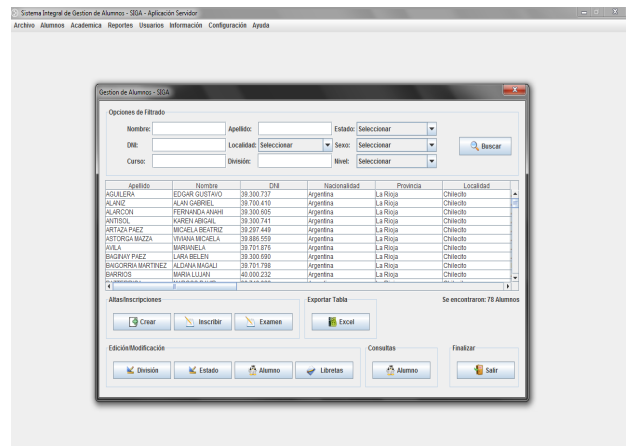 Sistema Integral de Gestion de Alumnos - SIGA - Aplicación Servidor
Archivo Alumnos Academica Reportes Usuarios Información Configuración Ayuda
Gestion de Alumnos - SIGA
Opciones de Filtrado
Nombre: Apellido: Estado: Seleccionar
DNI: Localidad: Seleccionar Sexo: Seleccionar Buscar
Curso: División: Nivel: Seleccionar
Apellido Nombre DNI Nacionalidad Provincia Localidad
AGUILERA EDGAR GUSTAVO 39.300.737 Argentina La Rioja Chilecito
ALANIZ ALAN GABRIEL 39.700.410 Argentina La Rioja Chilecito
ALARCON FERNANDA ANAHI 39.300.605 Argentina La Rioja Chilecito
ANTISOL KAREN ABIGAIL 39.300.741 Argentina La Rioja Chilecito
ARTAZA PAEZ MICAELA BEATRIZ 39.297.449 Argentina La Rioja Chilecito
ASTORGA MAZZA VIVIANA MICAELA 39.886.559 Argentina La Rioja Chilecito
AVILA MARIANELA 39.701.876 Argentina La Rioja Chilecito
BAGINAY PAEZ LARA BELEN 39.300.690 Argentina La Rioja Chilecito
BAIGORRIA MARTINEZ ALDANA MAGALI 39.701.798 Argentina La Rioja Chilecito
BARRIOS MARIA LUJAN 40.000.232 Argentina La Rioja Chilecito
Altas/Inscripciones Exportar Tabla Se encontraron: 78 Alumnos
Crear Inscribir Examen Excel
Edición/Modificación Consultas Finalizar
División Estado Alumno Libretas Alumno Salir